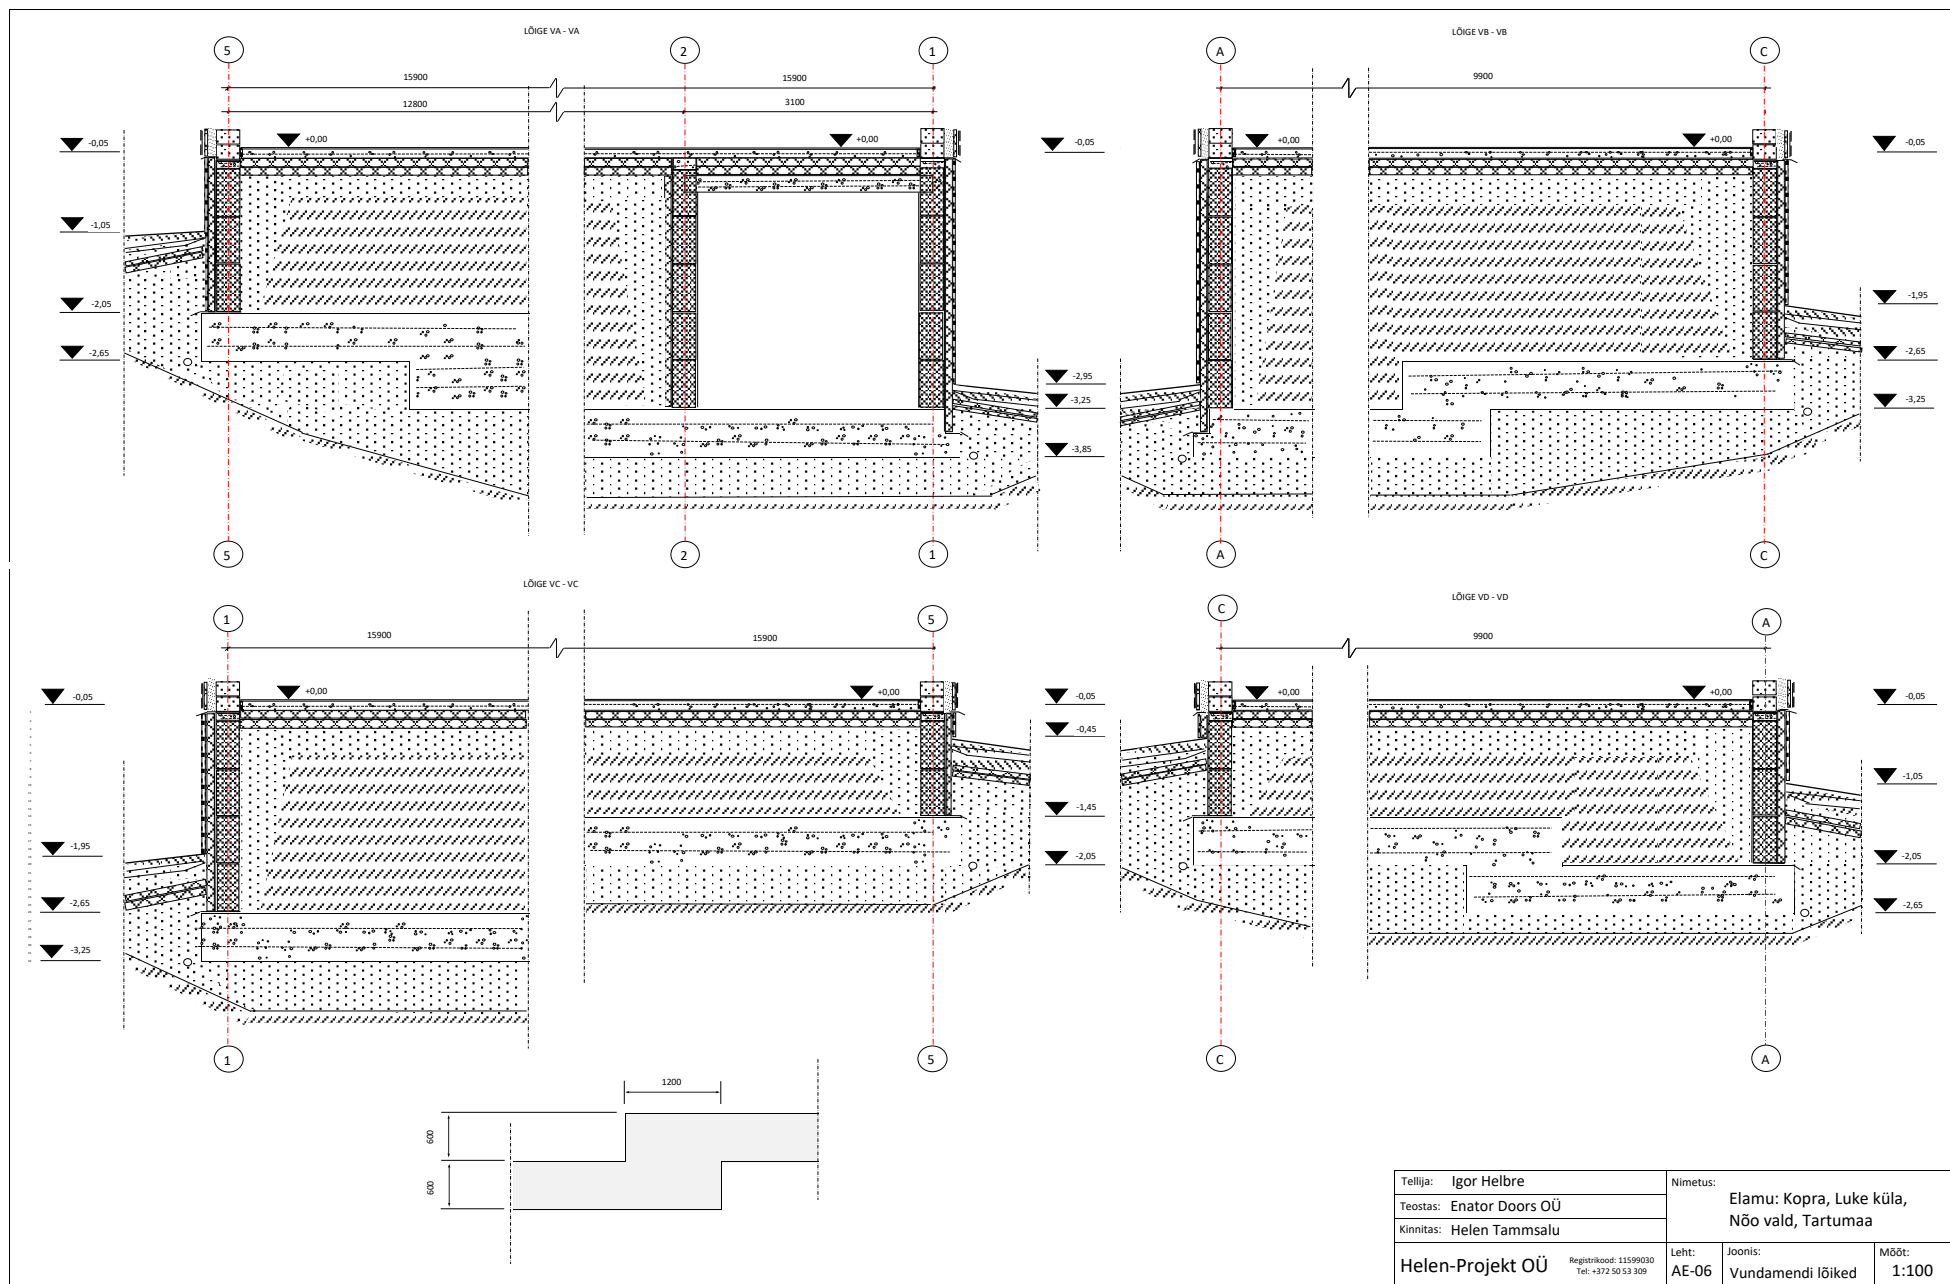 LÕIGE VA - VA
5
2
1
15900
15900
12800
3100
-0,05
+0,00
+0,00
-0,05
-1,05
-2,05
-2,65
-2,95
-3,25
-3,85
5
2
1
LÕIGE VB - VB
A
C
9900
+0,00
+0,00
-0,05
-1,95
-2,65
-3,25
A
C
LÕIGE VC - VC
1
5
15900
15900
-0,05
+0,00
+0,00
-0,05
-0,45
-1,45
-2,05
-1,95
-2,65
-3,25
1
5
LÕIGE VD - VD
C
A
9900
+0,00
+0,00
-0,05
-1,05
-2,05
-2,65
C
A
1200
600
600
Tellija: Igor Helbre
Teostas: Enator Doors OÜ
Kinnitas: Helen Tammsalu
Helen-Projekt OÜ
Registrikood: 11599030
Tel: +372 50 53 309
Nimetus:
Elamu: Kopra, Luke küla,
Nõo vald, Tartumaa
Leht:
AE-06
Joonis:
Vundamendi lõiked
Mõõt:
1:100